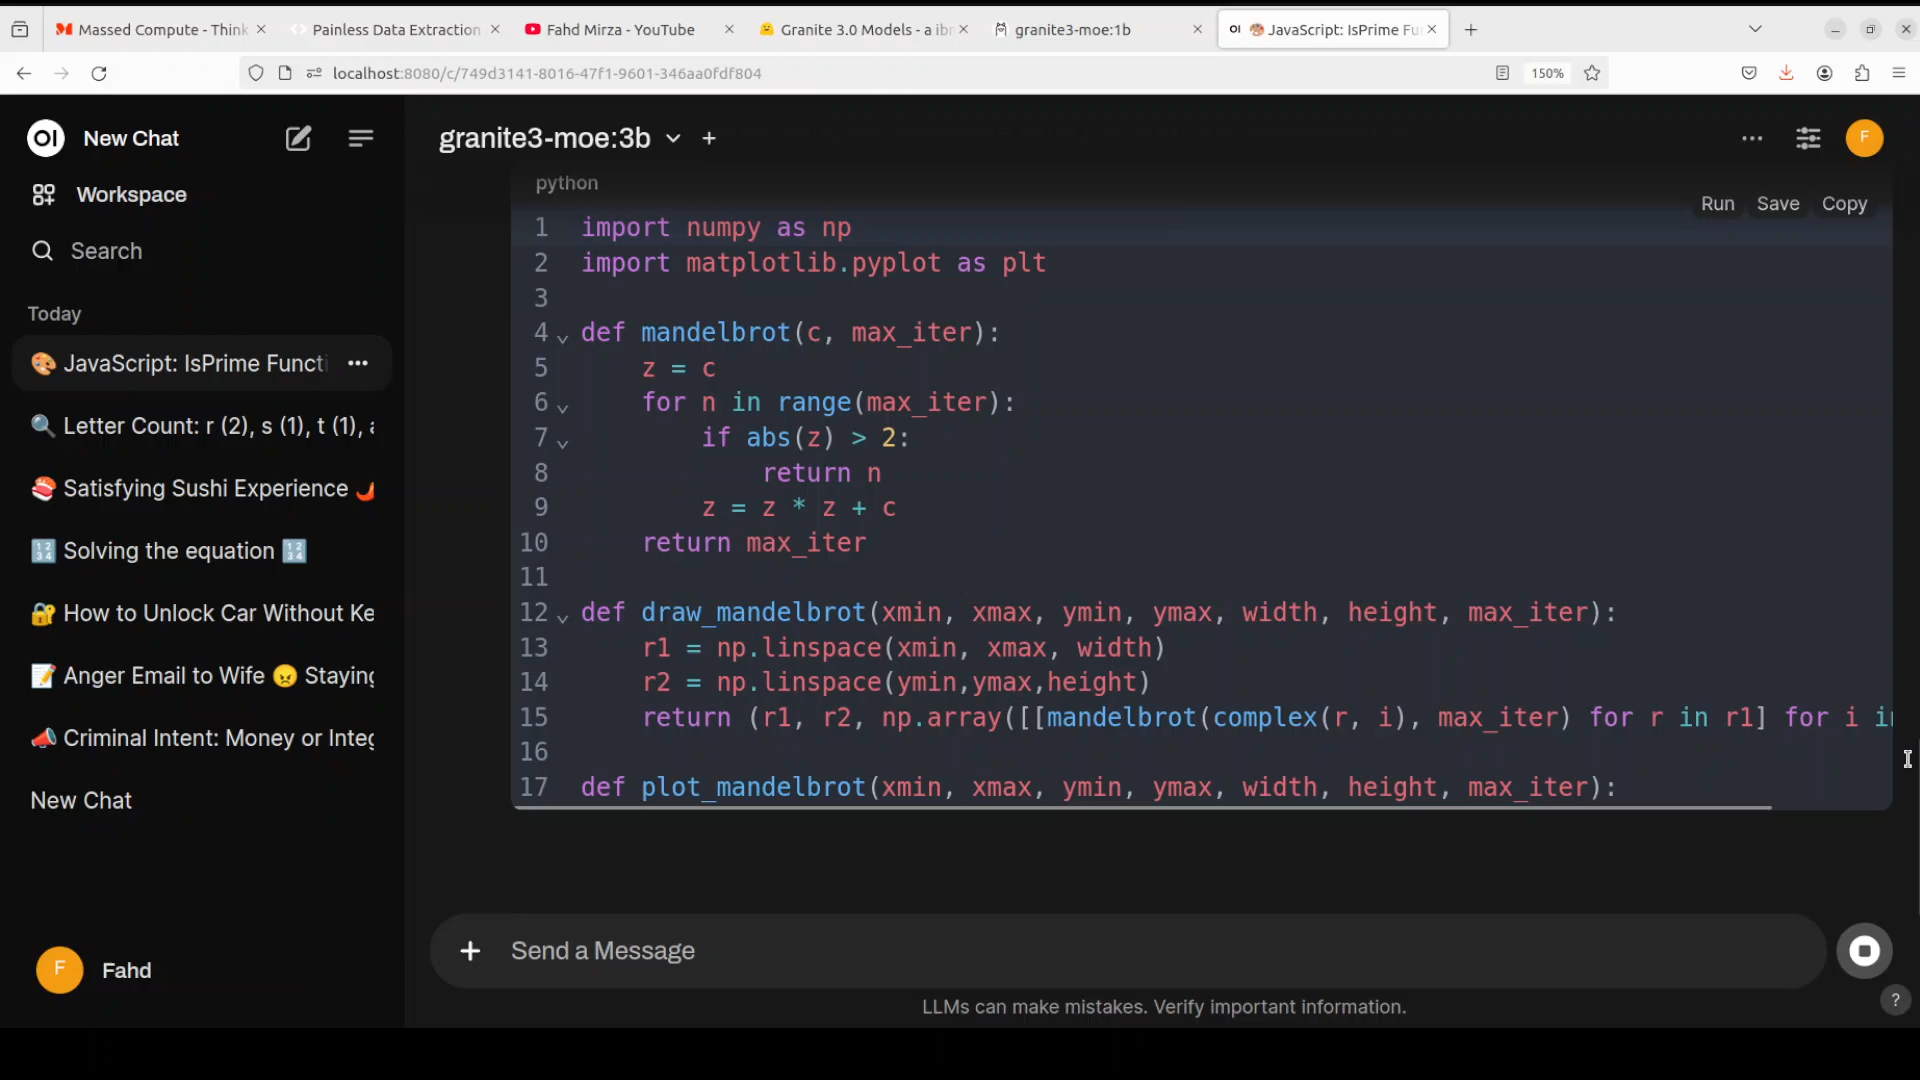 Massed Compute - Think
Painless Data Extraction
Fahd Mirza - YouTube
Granite 3.0 Models - a ibm
granite3-moe:1b
OI
JavaScript: IsPrime Fu
localhost:8080/c/749d3141-8016-47f1-9601-346aa0fdf804
150%
OI New Chat
Workspace
Search
Today
JavaScript: IsPrime Functi
Letter Count: r (2), s (1), t (1), a
Satisfying Sushi Experience
Solving the equation
How to Unlock Car Without Ke
Anger Email to Wife 😠 Staying
Criminal Intent: Money or Integ
New Chat
F Fahd
granite3-moe:3b
F
python
Run Save Copy
1 import numpy as np
2 import matplotlib.pyplot as plt
3
4 def mandelbrot(c, max_iter):
5 z = c
6 for n in range(max_iter):
7 if abs(z) > 2:
8 return n
9 z = z * z + c
10 return max_iter
11
12 def draw_mandelbrot(xmin, xmax, ymin, ymax, width, height, max_iter):
13 r1 = np.linspace(xmin, xmax, width)
14 r2 = np.linspace(ymin,ymax,height)
15 return (r1, r2, np.array([[mandelbrot(complex(r, i), max_iter) for r in r1] for i in
16
17 def plot_mandelbrot(xmin, xmax, ymin, ymax, width, height, max_iter):
+ Send a Message
LLMs can make mistakes. Verify important information.
?